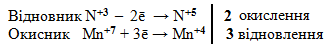 Відновник N⁺³ − 2ē → N⁺⁵ | 2 окислення
Окисник Mn⁺⁷ + 3ē → Mn⁺⁴ | 3 відновлення